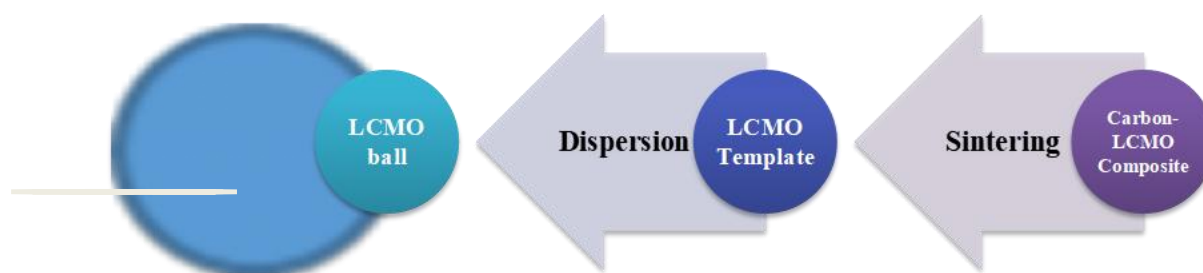 LCMO
ball
Dispersion
LCMO
Template
Sintering
Carbon-
LCMO
Composite